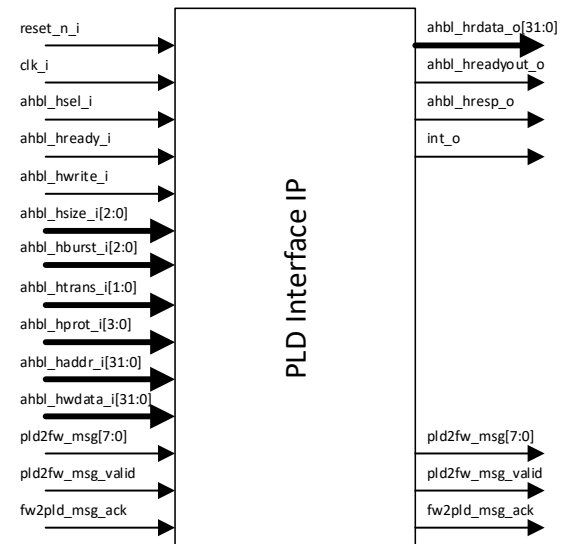 reset_n_i
clk_i
ahbl_hsel_i
ahbl_hready_i
ahbl_hwrite_i
ahbl_hsize_i[2:0]
ahbl_hburst_i[2:0]
ahbl_htrans_i[1:0]
ahbl_hprot_i[3:0]
ahbl_haddr_i[31:0]
ahbl_hwdata_i[31:0]
pld2fw_msg[7:0]
pld2fw_msg_valid
fw2pld_msg_ack
PLD Interface IP
ahbl_hrdata_o[31:0]
ahbl_hreadyout_o
ahbl_hresp_o
int_o
pld2fw_msg[7:0]
pld2fw_msg_valid
fw2pld_msg_ack